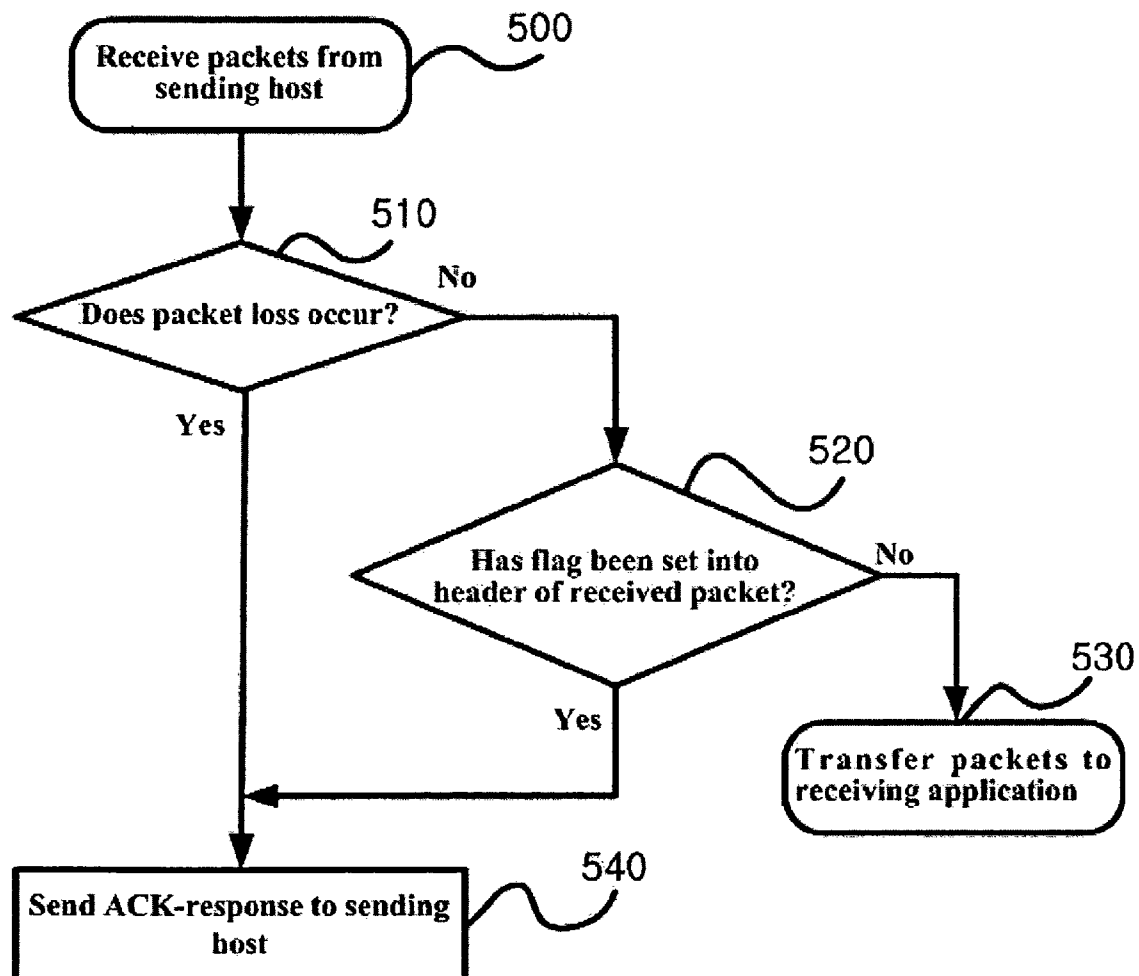 500
Receive packets from
sending host
510
No
Does packet loss occur?
Yes
520
Has flag been set into
header of received packet?
No
530
Yes
Transfer packets to
receiving application
540
Send ACK-response to sending
host